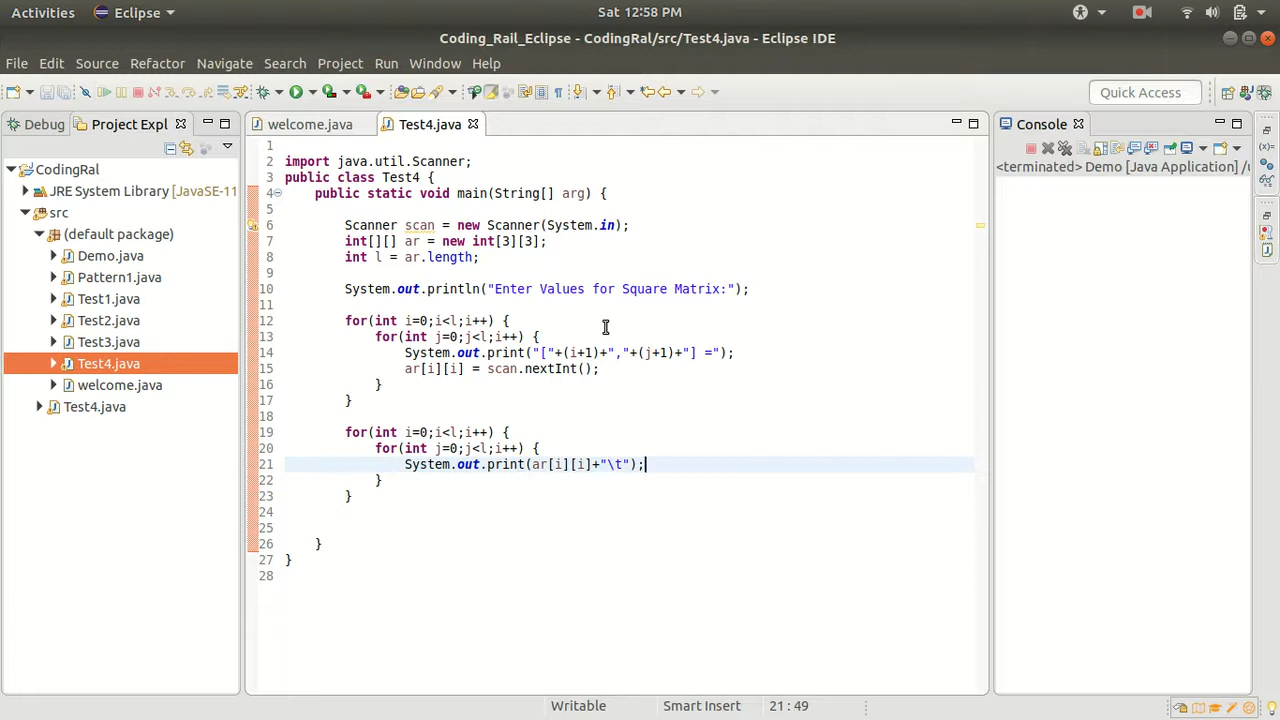 Activities Eclipse Sat 12:58 PM
Coding_Rail_Eclipse - CodingRal/src/Test4.java - Eclipse IDE
File Edit Source Refactor Navigate Search Project Run Window Help
Quick Access
Debug Project Expl welcome.java Test4.java Console
CodingRal
JRE System Library [JavaSE-11
src
(default package)
Demo.java
Pattern1.java
Test1.java
Test2.java
Test3.java
Test4.java
welcome.java
Test4.java
1
2 import java.util.Scanner;
3 public class Test4 {
4 public static void main(String[] arg) {
5
6 Scanner scan = new Scanner(System.in);
7 int[][] ar = new int[3][3];
8 int l = ar.length;
9
10 System.out.println("Enter Values for Square Matrix:");
11
12 for(int i=0;i<l;i++) {
13 for(int j=0;j<l;i++) {
14 System.out.print("["+(i+1)+","+(j+1)+"] =");
15 ar[i][i] = scan.nextInt();
16 }
17 }
18
19 for(int i=0;i<l;i++) {
20 for(int j=0;j<l;i++) {
21 System.out.print(ar[i][i]+"\t");
22 }
23 }
24
25
26 }
27 }
28
<terminated> Demo [Java Application] /u
Writable Smart Insert 21 : 49